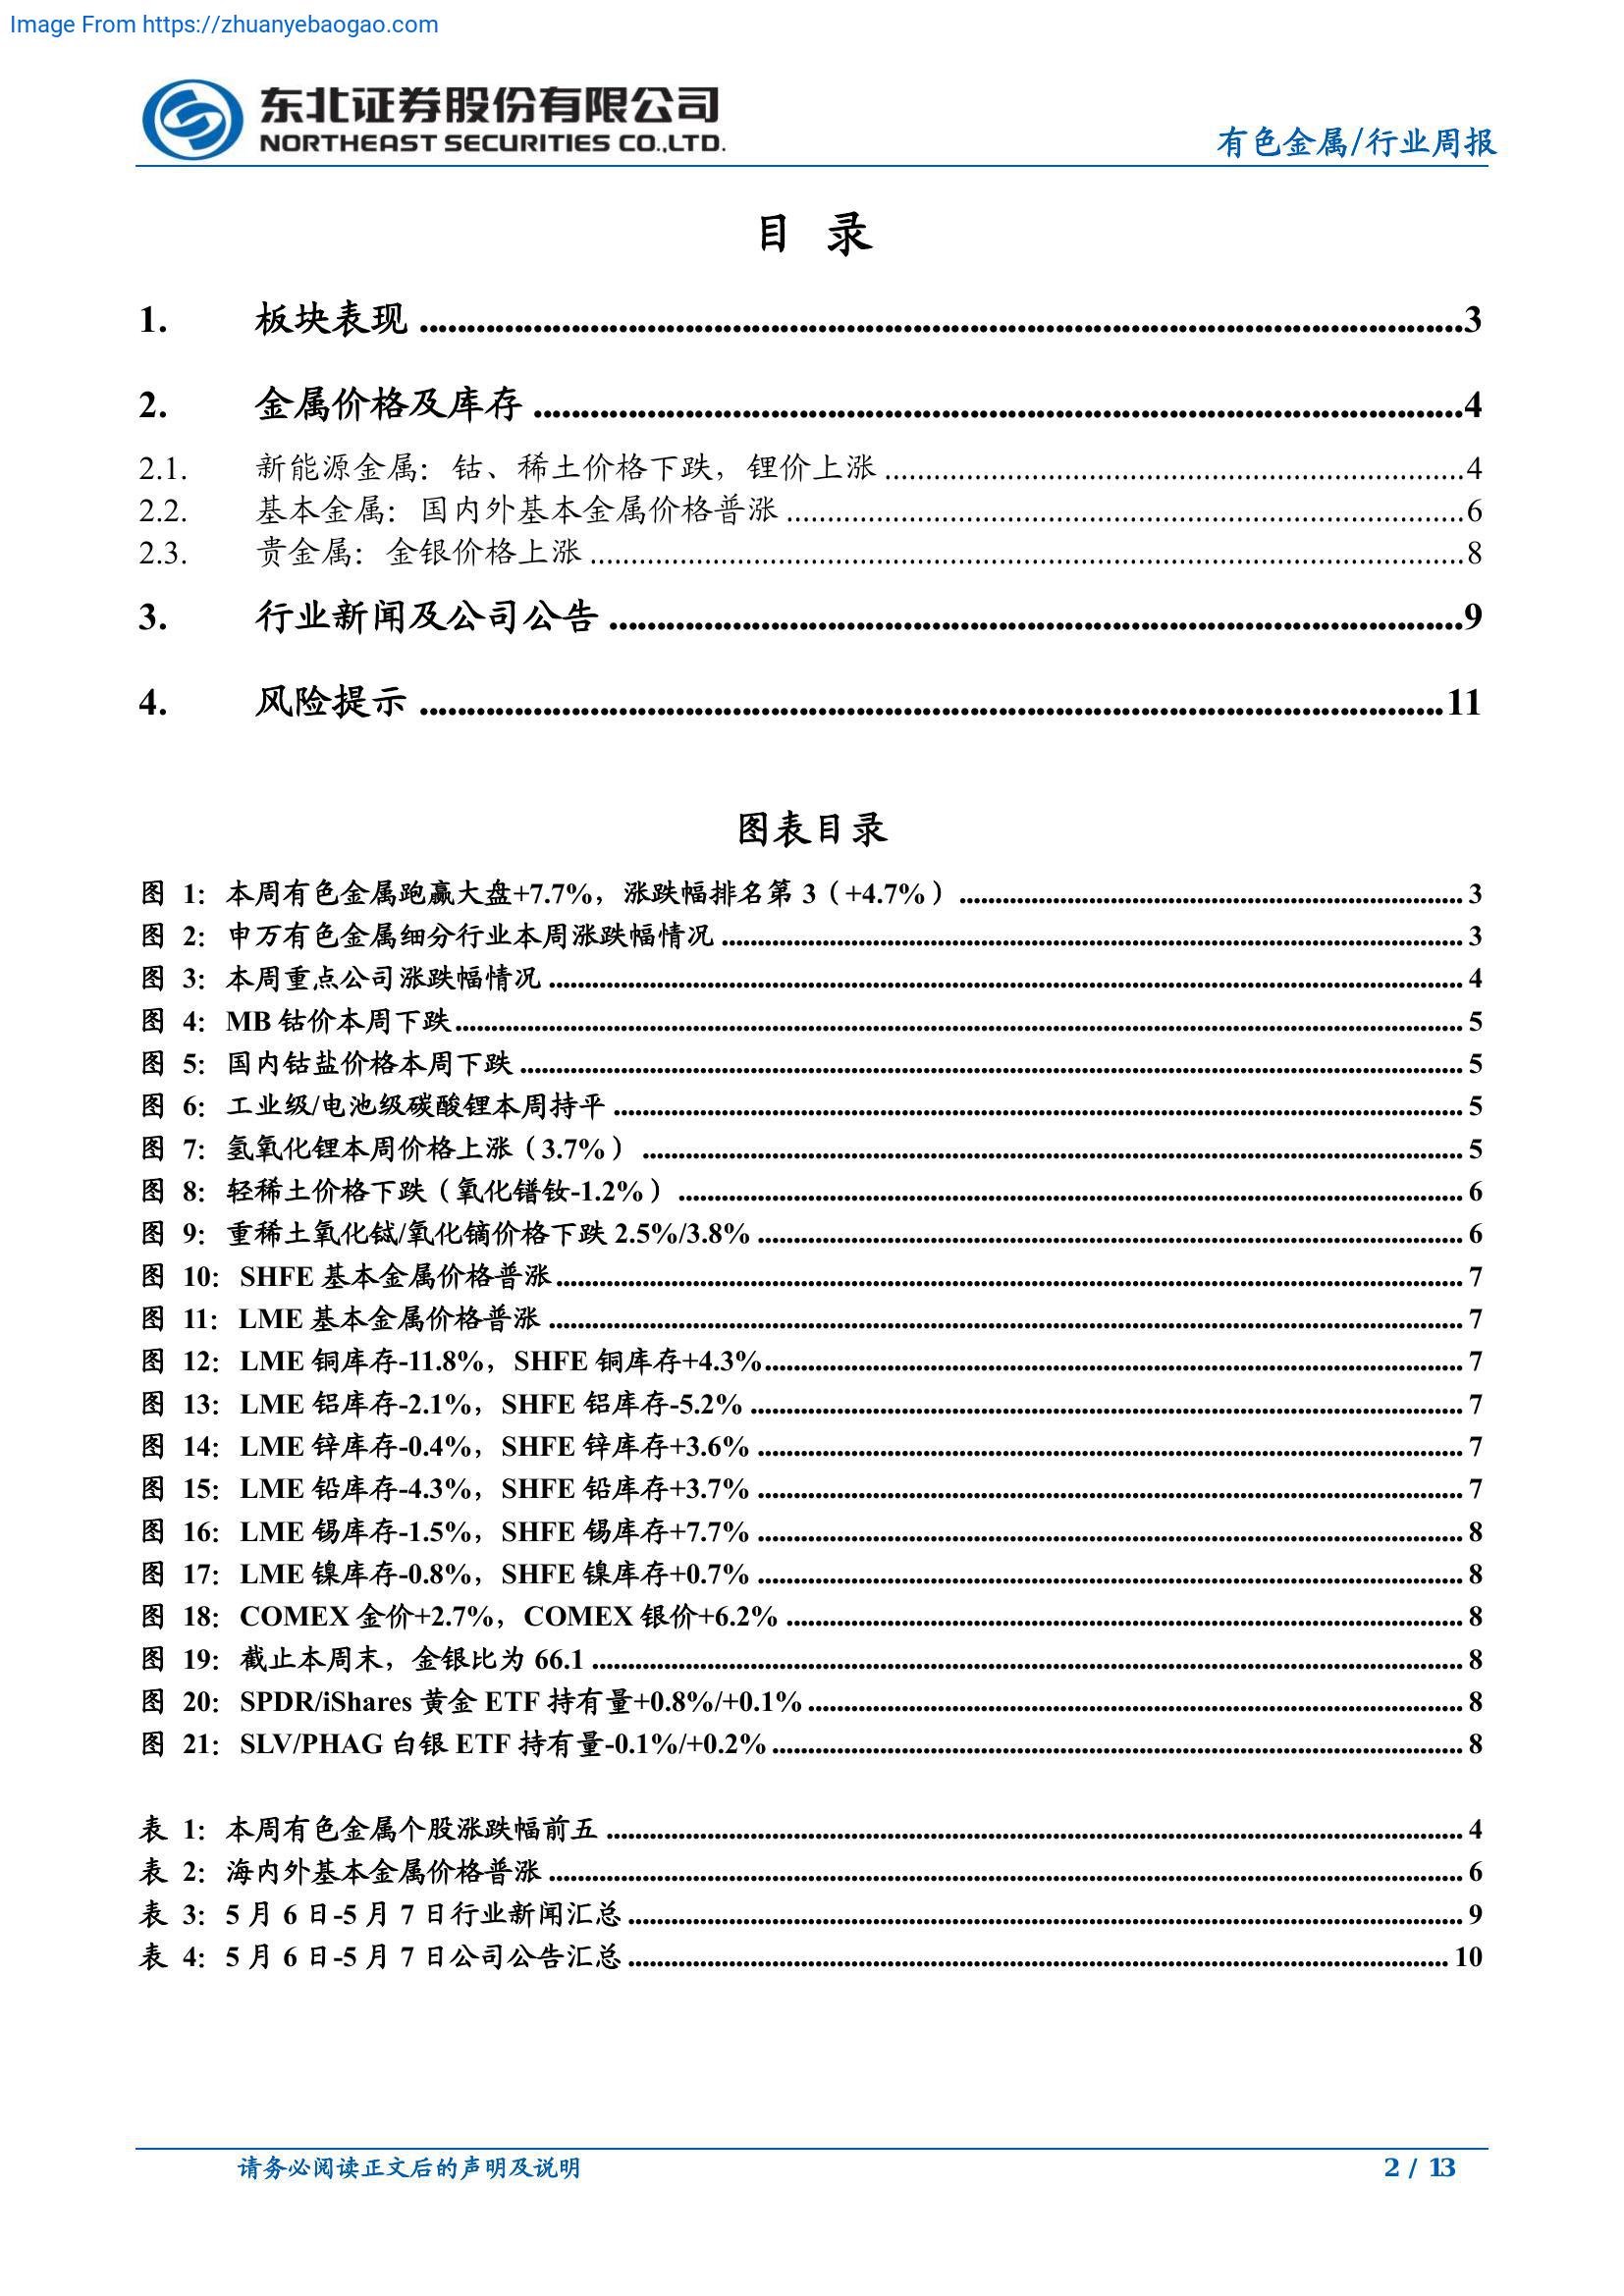 Image From https://zhuanyebaogao.com
东北证券股份有限公司
NORTHEAST SECURITIES CO.,LTD.
有色金属/行业周报
目 录
1. 板块表现 ........ 3
2. 金属价格及库存 ........ 4
2.1. 新能源金属：钴、稀土价格下跌，锂价上涨 ........ 4
2.2. 基本金属：国内外基本金属价格普涨 ........ 6
2.3. 贵金属：金银价格上涨 ........ 8
3. 行业新闻及公司公告 ........ 9
4. 风险提示 ........ 11
图表目录
图 1：本周有色金属跑赢大盘+7.7%，涨跌幅排名第 3（+4.7%） ........ 3
图 2：申万有色金属细分行业本周涨跌幅情况 ........ 3
图 3：本周重点公司涨跌幅情况 ........ 4
图 4：MB 钴价本周下跌 ........ 5
图 5：国内钴盐价格本周下跌 ........ 5
图 6：工业级/电池级碳酸锂本周持平 ........ 5
图 7：氢氧化锂本周价格上涨（3.7%） ........ 5
图 8：轻稀土价格下跌（氧化镨钕-1.2%） ........ 6
图 9：重稀土氧化铽/氧化镝价格下跌 2.5%/3.8% ........ 6
图 10：SHFE 基本金属价格普涨 ........ 7
图 11：LME 基本金属价格普涨 ........ 7
图 12：LME 铜库存-11.8%，SHFE 铜库存+4.3% ........ 7
图 13：LME 铝库存-2.1%，SHFE 铝库存-5.2% ........ 7
图 14：LME 锌库存-0.4%，SHFE 锌库存+3.6% ........ 7
图 15：LME 铅库存-4.3%，SHFE 铅库存+3.7% ........ 7
图 16：LME 锡库存-1.5%，SHFE 锡库存+7.7% ........ 8
图 17：LME 镍库存-0.8%，SHFE 镍库存+0.7% ........ 8
图 18：COMEX 金价+2.7%，COMEX 银价+6.2% ........ 8
图 19：截止本周末，金银比为 66.1 ........ 8
图 20：SPDR/iShares 黄金 ETF 持有量+0.8%/+0.1% ........ 8
图 21：SLV/PHAG 白银 ETF 持有量-0.1%/+0.2% ........ 8
表 1：本周有色金属个股涨跌幅前五 ........ 4
表 2：海内外基本金属价格普涨 ........ 6
表 3：5 月 6 日-5 月 7 日行业新闻汇总 ........ 9
表 4：5 月 6 日-5 月 7 日公司公告汇总 ........ 10
请务必阅读正文后的声明及说明
2 / 13